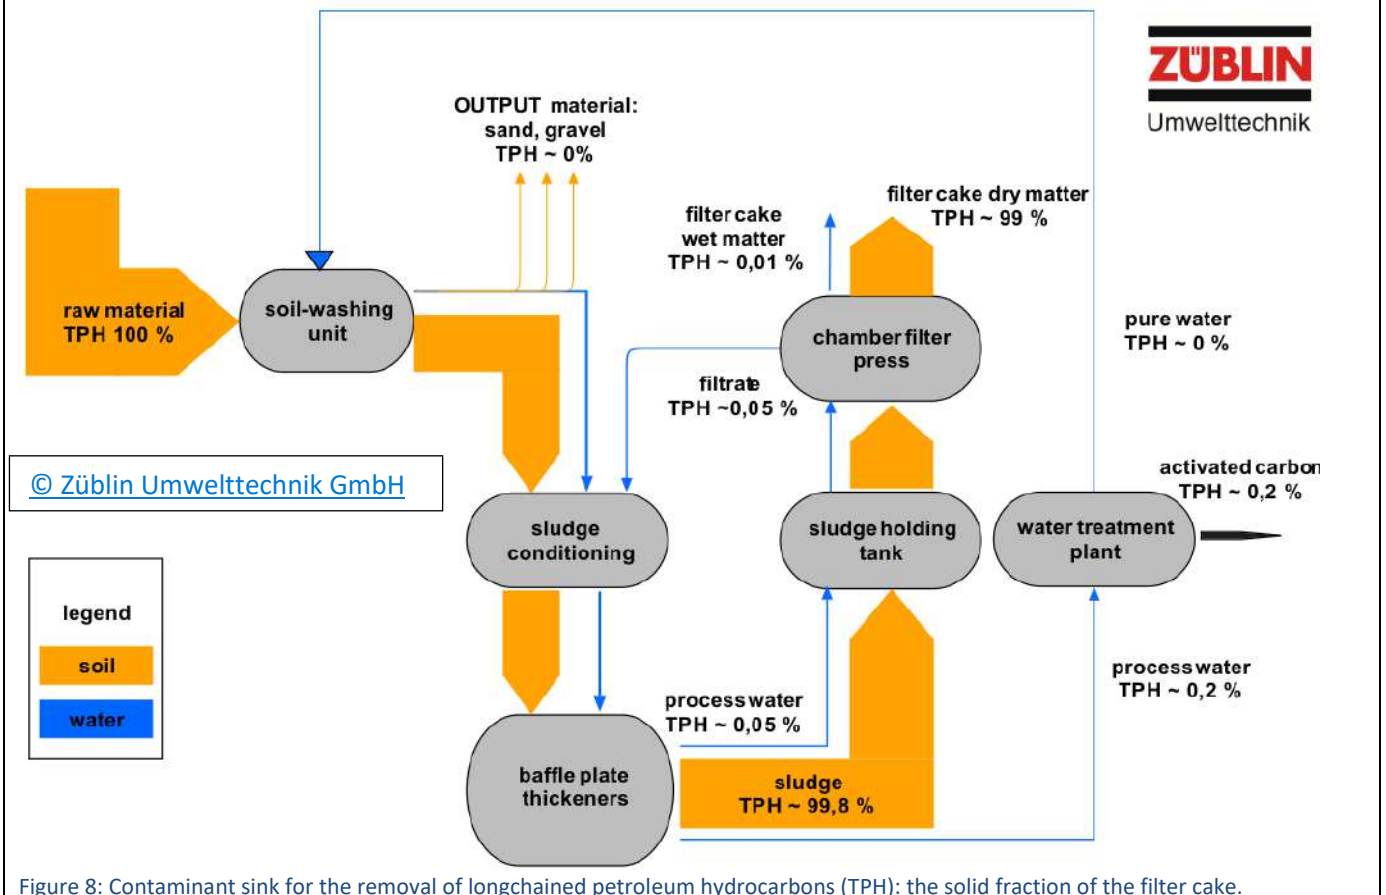 ZÜBLIN
Umwelttechnik
OUTPUT material:
sand, gravel
TPH ~ 0%
filter cake dry matter
TPH ~ 99 %
filter cake
wet matter
TPH ~ 0,01 %
raw material
TPH 100 %
soil-washing
unit
chamber filter
press
pure water
TPH ~ 0 %
filtrate
TPH ~0,05 %
© Züblin Umwelttechnik GmbH
activated carbon
TPH ~ 0,2 %
sludge
conditioning
sludge holding
tank
water treatment
plant
legend
soil
water
process water
TPH ~ 0,05 %
process water
TPH ~ 0,2 %
baffle plate
thickeners
sludge
TPH ~ 99,8 %
Figure 8: Contaminant sink for the removal of longchained petroleum hydrocarbons (TPH): the solid fraction of the filter cake.